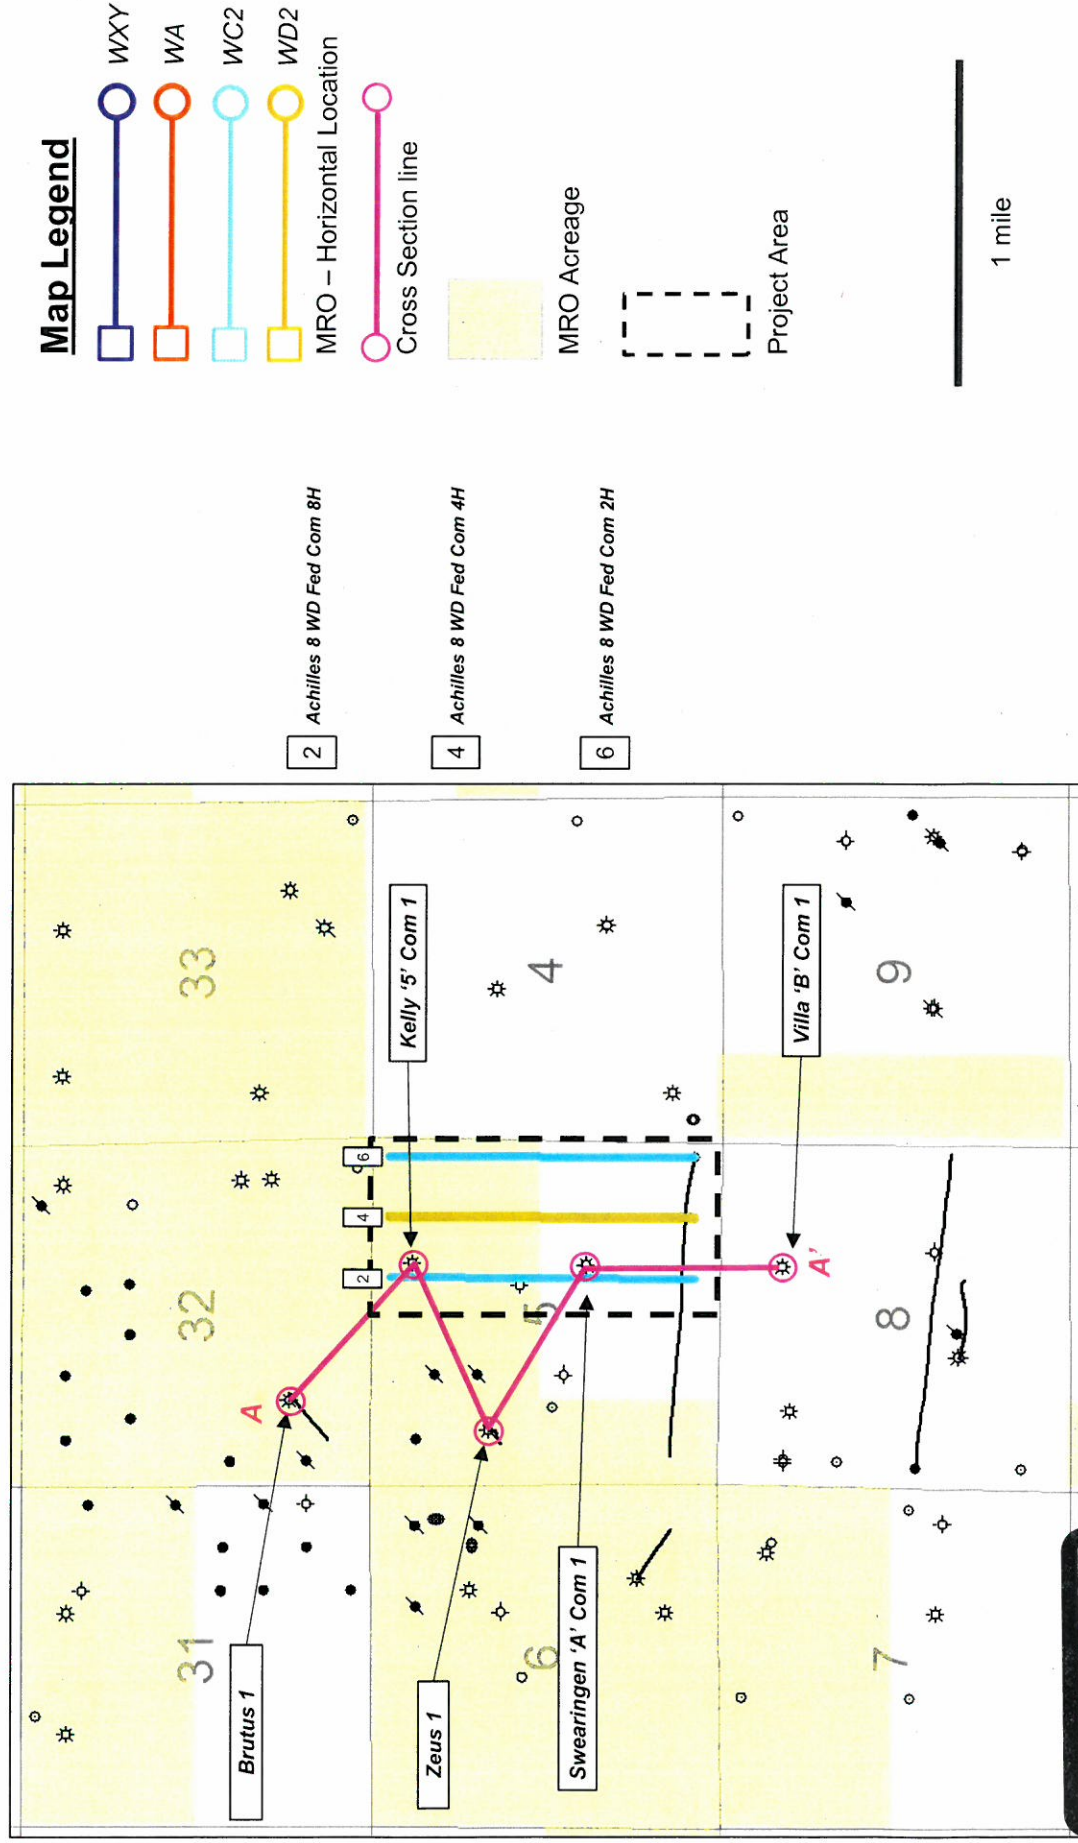 Map Legend
WXY
WA
WC2
WD2
MRO – Horizontal Location
Cross Section line
MRO Acreage
Project Area
1 mile
2 Achilles 8 WD Fed Com 8H
4 Achilles 8 WD Fed Com 4H
6 Achilles 8 WD Fed Com 2H
31
32
33
6
5
4
7
8
9
2
4
6
A
A'
Brutus 1
Zeus 1
Swearingen ‘A’ Com 1
Kelly ‘5’ Com 1
Villa ‘B’ Com 1